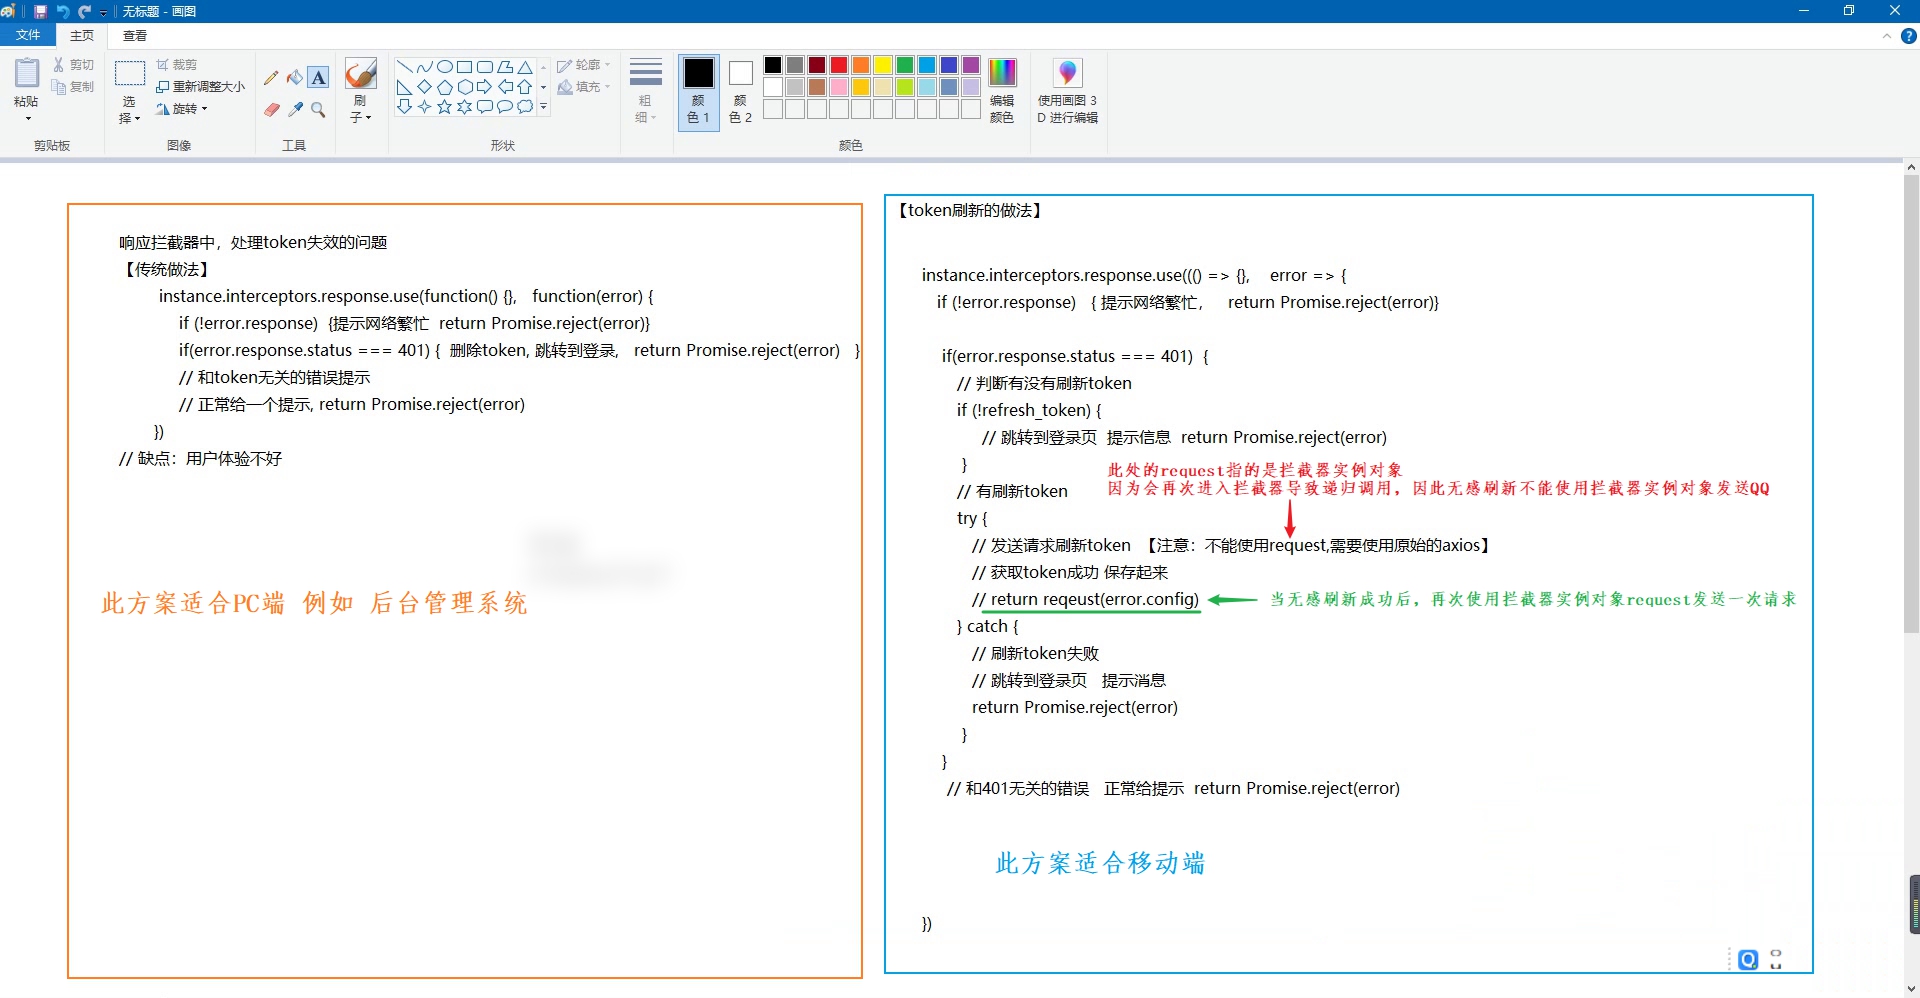 无标题 - 画图
文件 主页 查看
粘贴
剪切
复制
剪贴板
选择
裁剪
重新调整大小
旋转
图像
A
工具
刷子
轮廓
填充
形状
粗细
颜色 1
颜色 2
颜色
编辑颜色
使用画图 3D 进行编辑
响应拦截器中，处理token失效的问题
【传统做法】
instance.interceptors.response.use(function() {}, function(error) {
if (!error.response) {提示网络繁忙 return Promise.reject(error)}
if(error.response.status === 401) { 删除token, 跳转到登录, return Promise.reject(error) }
// 和token无关的错误提示
// 正常给一个提示, return Promise.reject(error)
})
// 缺点：用户体验不好
此方案适合PC端 例如 后台管理系统
【token刷新的做法】
instance.interceptors.response.use((() => {}, error => {
if (!error.response) { 提示网络繁忙， return Promise.reject(error)}
if(error.response.status === 401) {
// 判断有没有刷新token
if (!refresh_token) {
// 跳转到登录页 提示信息 return Promise.reject(error)
}
此处的request指的是拦截器实例对象
因为会再次进入拦截器导致递归调用，因此无感刷新不能使用拦截器实例对象发送QQ
// 有刷新token
try {
// 发送请求刷新token 【注意：不能使用request,需要使用原始的axios】
// 获取token成功 保存起来
// return reqeust(error.config)
当无感刷新成功后，再次使用拦截器实例对象request发送一次请求
} catch {
// 刷新token失败
// 跳转到登录页 提示消息
return Promise.reject(error)
}
}
// 和401无关的错误 正常给提示 return Promise.reject(error)
此方案适合移动端
})